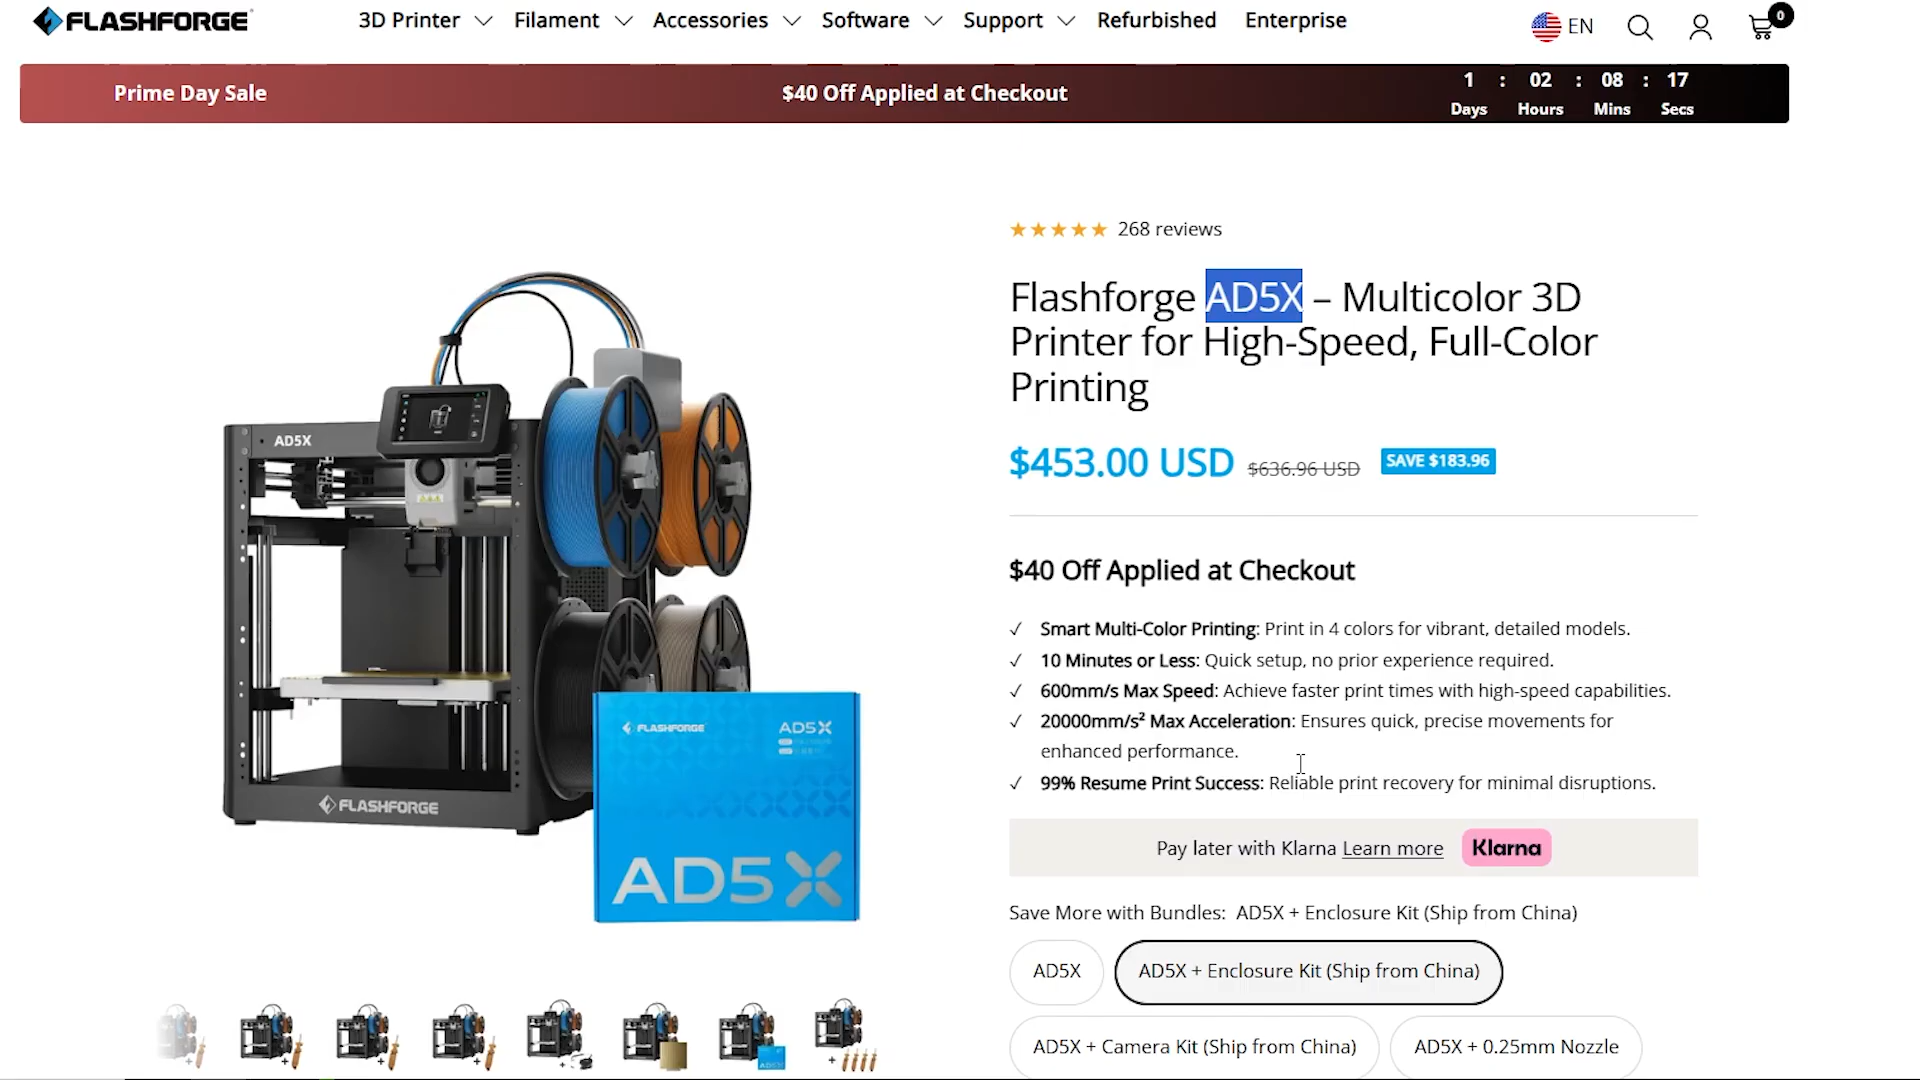 FLASHFORGE
3D Printer
Filament
Accessories
Software
Support
Refurbished
Enterprise
EN
0
Prime Day Sale
$40 Off Applied at Checkout
1 : 02 : 08 : 17
Days Hours Mins Secs
268 reviews
Flashforge AD5X – Multicolor 3D
Printer for High-Speed, Full-Color
Printing
$453.00 USD $636.96 USD SAVE $183.96
$40 Off Applied at Checkout
✓ Smart Multi-Color Printing: Print in 4 colors for vibrant, detailed models.
✓ 10 Minutes or Less: Quick setup, no prior experience required.
✓ 600mm/s Max Speed: Achieve faster print times with high-speed capabilities.
✓ 20000mm/s² Max Acceleration: Ensures quick, precise movements for
enhanced performance.
✓ 99% Resume Print Success: Reliable print recovery for minimal disruptions.
Pay later with Klarna Learn more Klarna
Save More with Bundles: AD5X + Enclosure Kit (Ship from China)
AD5X
AD5X + Enclosure Kit (Ship from China)
AD5X + Camera Kit (Ship from China)
AD5X + 0.25mm Nozzle
AD5X
FLASHFORGE
FLASHFORGE
AD5X
AD5X